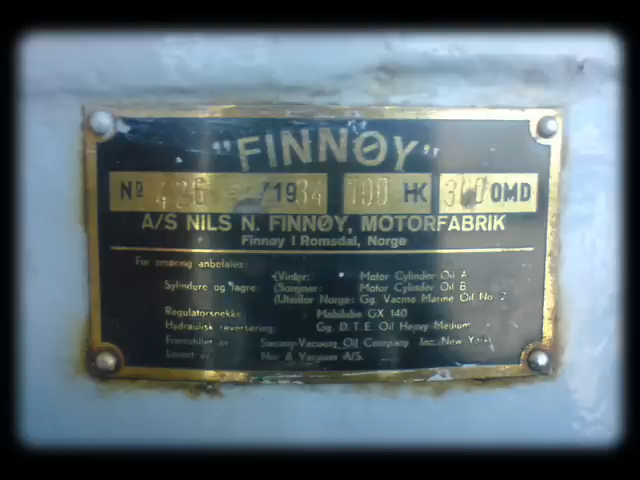 "FINNØY"
Nº 426 /1934 100 HK 300 OMD
A/S NILS N. FINNØY, MOTORFABRIK
Finnøy i Romsdal, Norge
For smøring anbefales:
(Vinter: Motor Cylinder Oil A
Sylindere og lagre (Sommer: Motor Cylinder Oil B
(Utenfor Norge: Gg. Vacme Marine Oil No. 2
Regulatorsnekke Mobilube GX 140
Hydraulisk reversering: Gg. D. T. E. Oil Heavy Medium
Fremstillet av Socony-Vacuum Oil Company Inc. New York
Levert av Nor & Vacuum A/S.